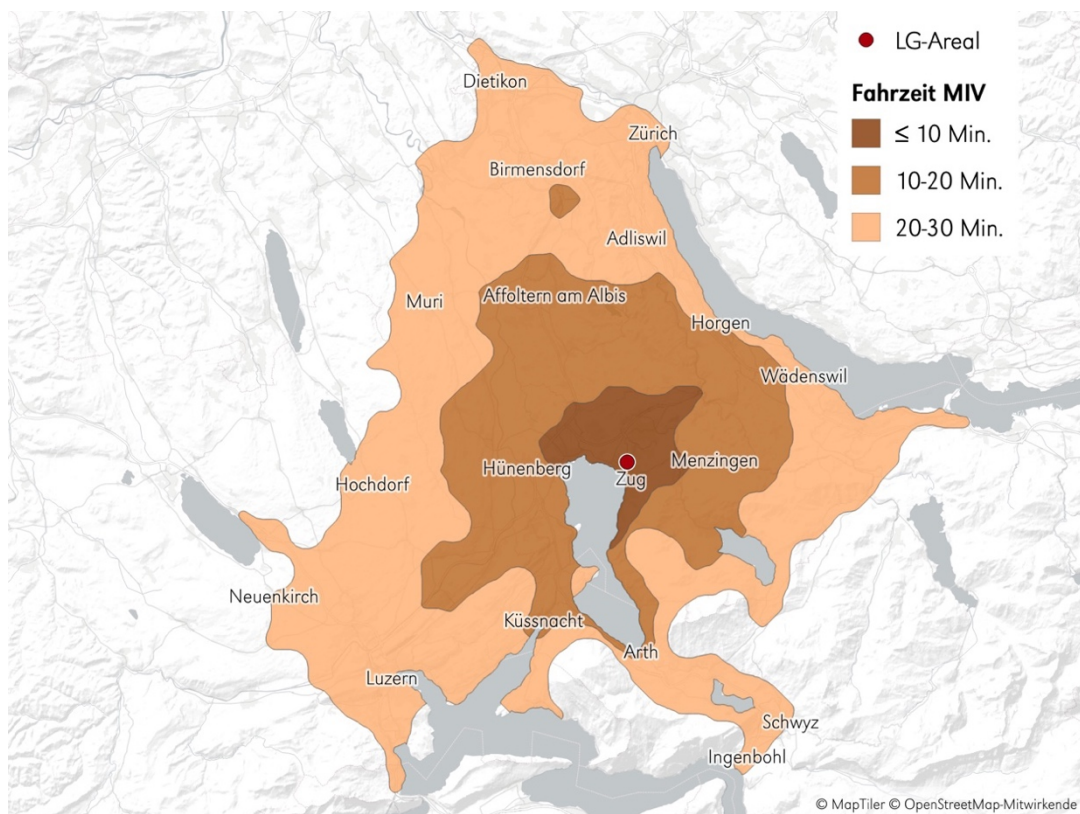 LG-Areal
Fahrzeit MIV
≤ 10 Min.
10-20 Min.
20-30 Min.
Dietikon
Zürich
Birmensdorf
Adliswil
Affoltern am Albis
Muri
Horgen
Wädenswil
Menzingen
Hünenberg
Zug
Hochdorf
Neuenkirch
Küssnacht
Arth
Luzern
Schwyz
Ingenbohl
© MapTiler © OpenStreetMap-Mitwirkende